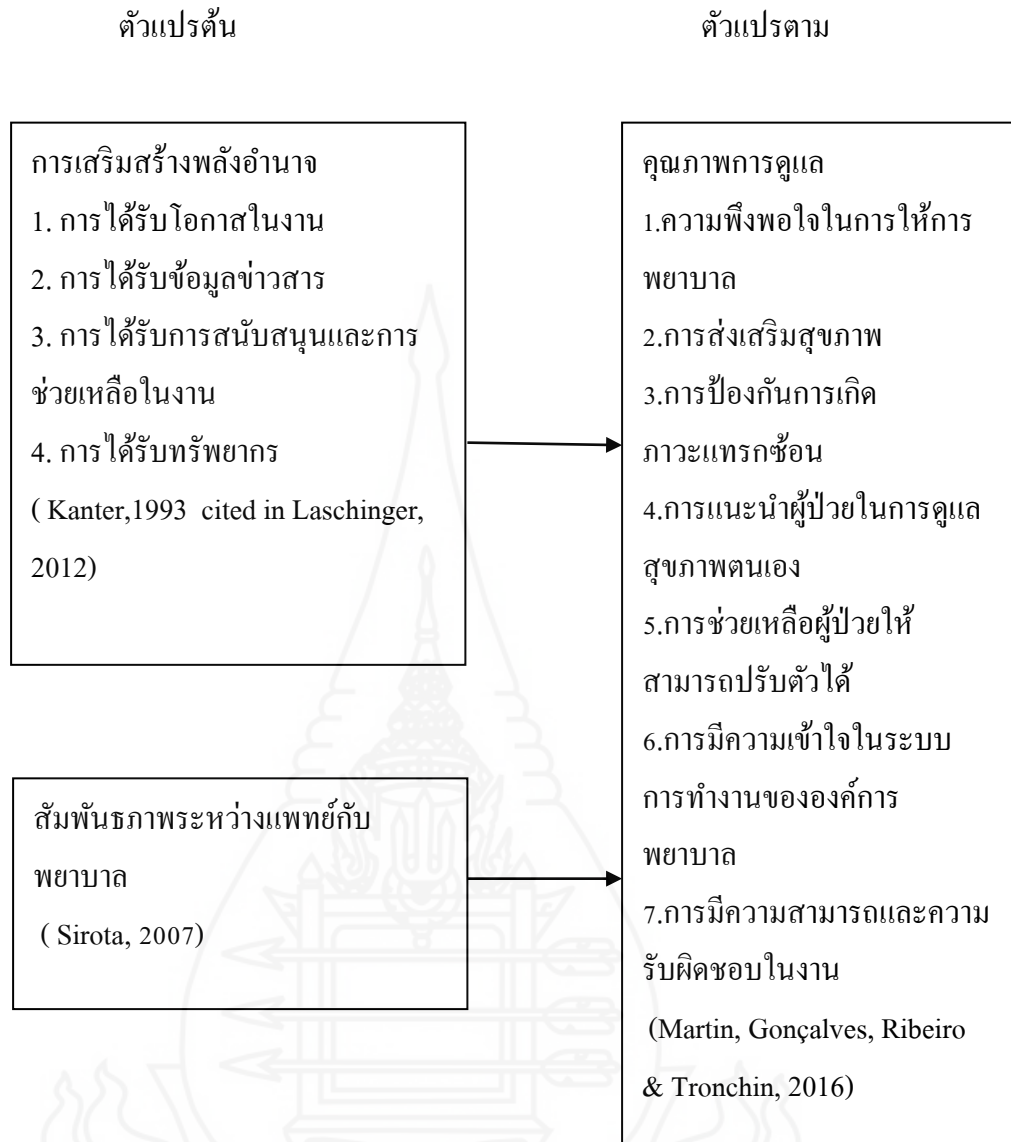 ตัวแปรต้น
ตัวแปรตาม
การเสริมสร้างพลังอำนาจ
1. การได้รับโอกาสในงาน
2. การได้รับข้อมูลข่าวสาร
3. การได้รับการสนับสนุนและการ
ช่วยเหลือในงาน
4. การได้รับทรัพยากร
( Kanter,1993 cited in Laschinger,
2012)
สัมพันธภาพระหว่างแพทย์กับ
พยาบาล
( Sirota, 2007)
คุณภาพการดูแล
1.ความพึงพอใจในการให้การ
พยาบาล
2.การส่งเสริมสุขภาพ
3.การป้องกันการเกิด
ภาวะแทรกซ้อน
4.การแนะนำผู้ป่วยในการดูแล
สุขภาพตนเอง
5.การช่วยเหลือผู้ป่วยให้
สามารถปรับตัวได้
6.การมีความเข้าใจในระบบ
การทำงานขององค์การ
พยาบาล
7.การมีความสามารถและความ
รับผิดชอบในงาน
(Martin, Gonçalves, Ribeiro
& Tronchin, 2016)